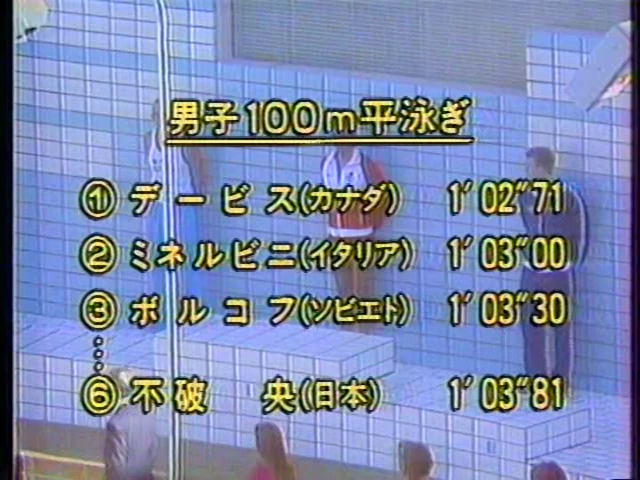 男子100m平泳ぎ
① デービス(カナダ) 1'02"71
② ミネルビニ(イタリア) 1'03"00
③ ボルコフ(ソビエト) 1'03"30
⋮
⑥ 不破 央(日本) 1'03"81